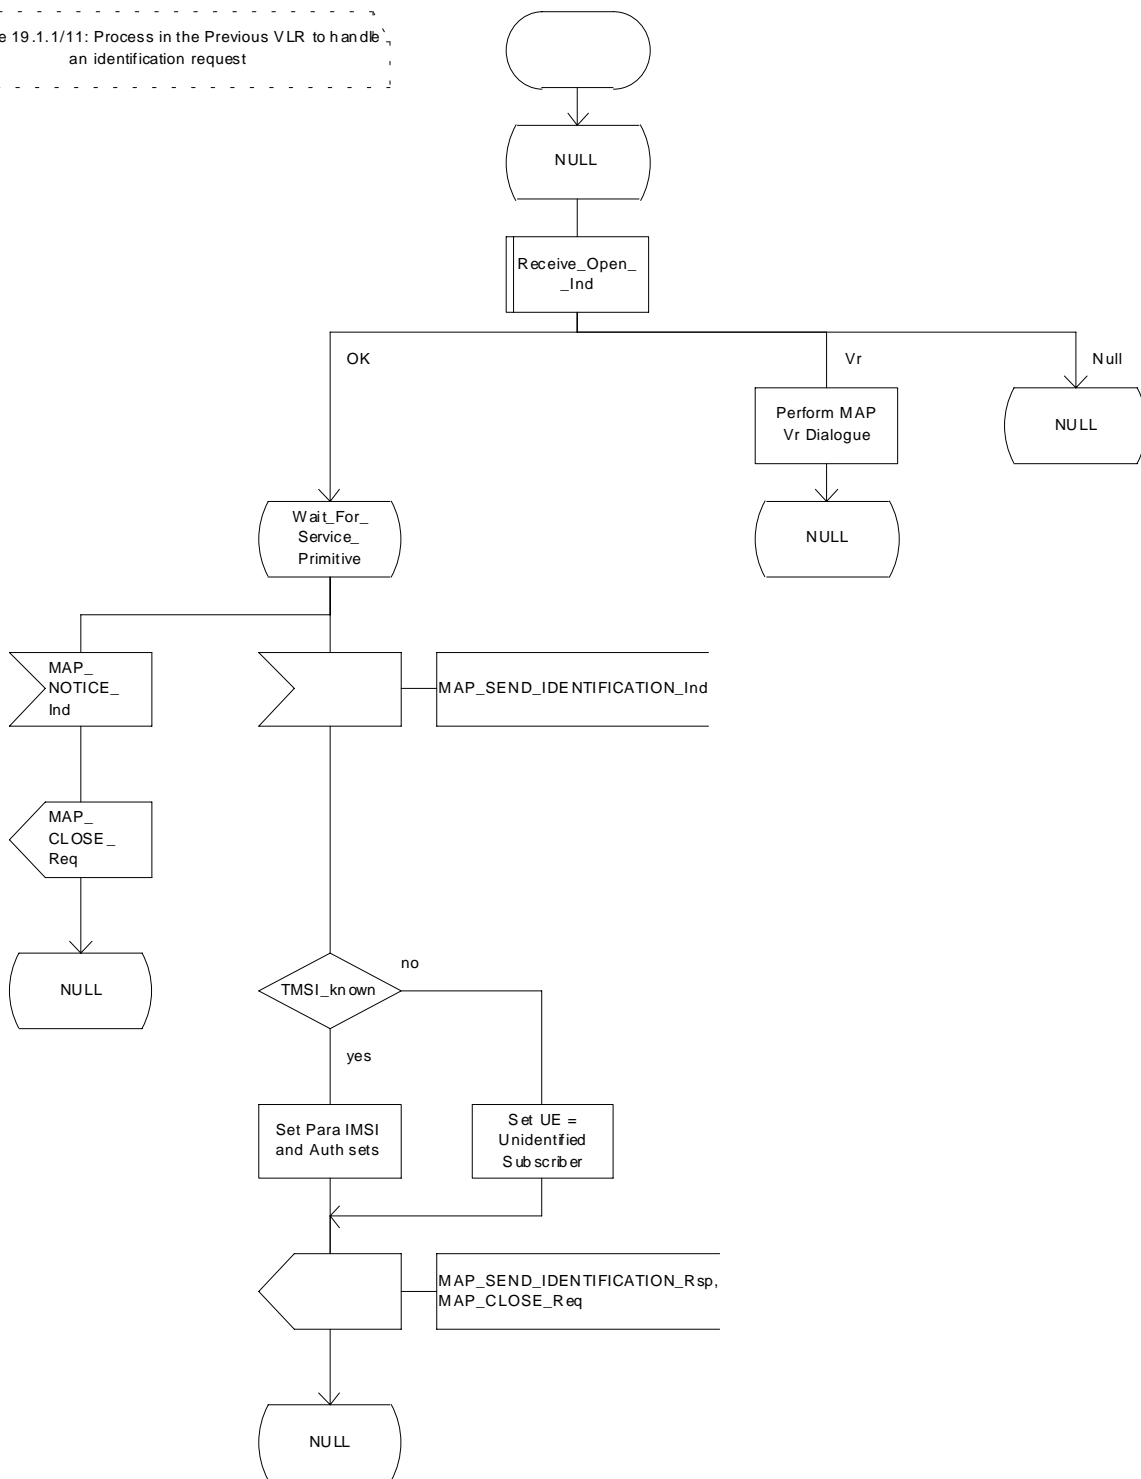 e 19.1.1/11: Process in the Previous VLR to handle
an identification request
NULL
Receive_Open_
_Ind
OK
Vr
Null
Perform MAP
Vr Dialogue
NULL
NULL
Wait_For_
Service_
Primitive
MAP_
NOTICE_
Ind
MAP_SEND_IDENTIFICATION_Ind
MAP_
CLOSE_
Req
NULL
TMSI_known
no
yes
Set Para IMSI
and Auth sets
Set UE =
Unidentified
Subscriber
MAP_SEND_IDENTIFICATION_Rsp,
MAP_CLOSE_Req
NULL